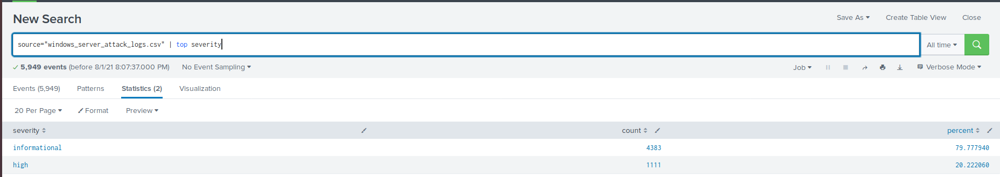 New Search
Save As Create Table View Close
source="windows_server_attack_logs.csv" | top severity
All time
5,949 events (before 8/1/21 8:07:37.000 PM) No Event Sampling
Job Verbose Mode
Events (5,949) Patterns Statistics (2) Visualization
20 Per Page Format Preview
severity count percent
informational 4383 79.777940
high 1111 20.222060